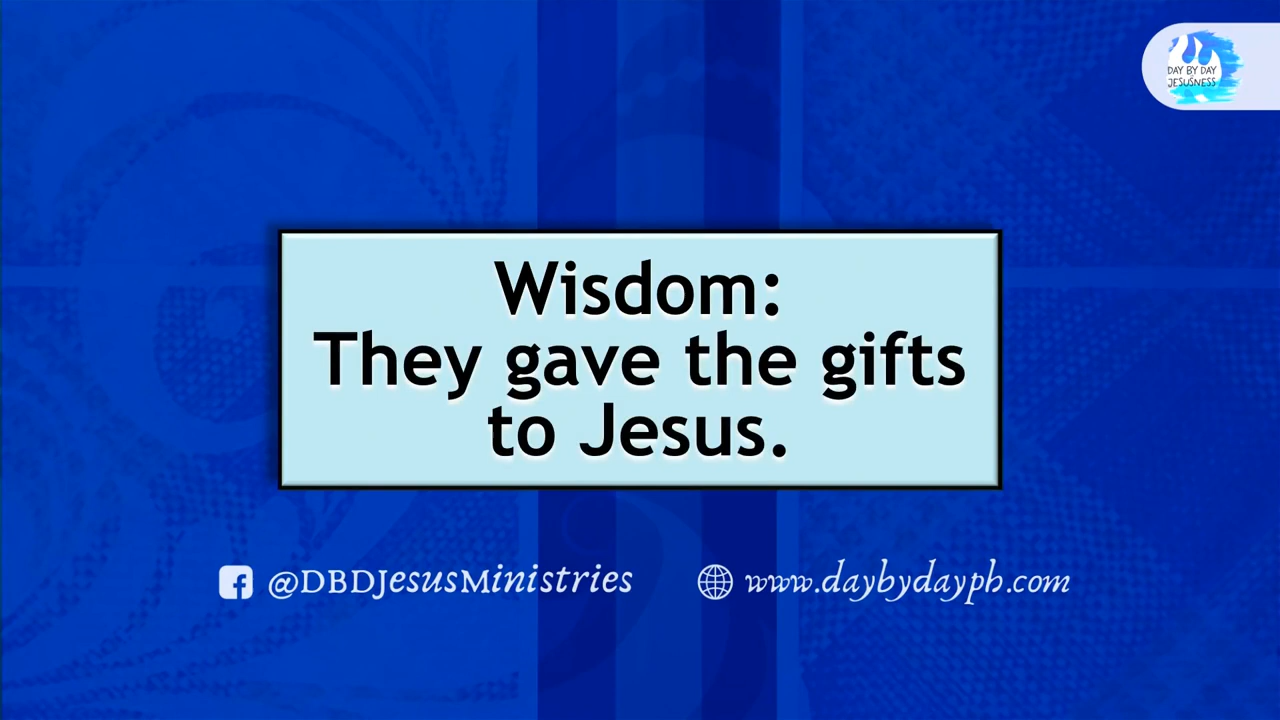 DAY BY DAY
JESUSNESS
Wisdom:
They gave the gifts
to Jesus.
@DBDJesusMinistries
www.daybydayph.com